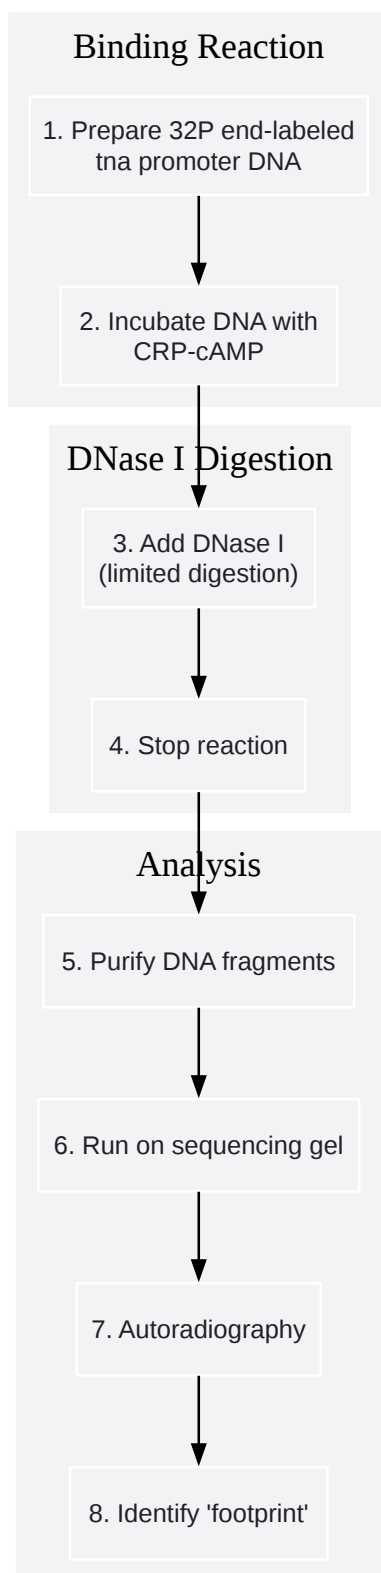 Binding Reaction
1. Prepare 32P end-labeled
tna promoter DNA
2. Incubate DNA with
CRP-cAMP
DNase I Digestion
3. Add DNase I
(limited digestion)
4. Stop reaction
Analysis
5. Purify DNA fragments
6. Run on sequencing gel
7. Autoradiography
8. Identify 'footprint'